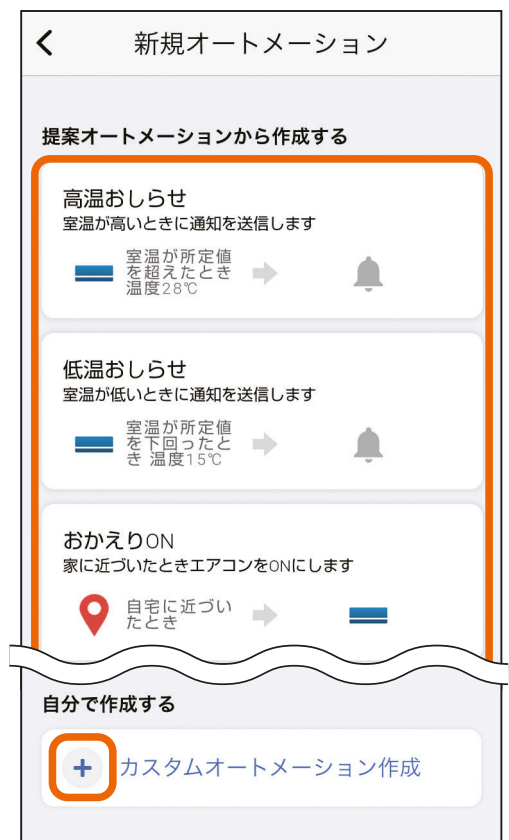 新規オートメーション
提案オートメーションから作成する
高温おしらせ
室温が高いときに通知を送信します
室温が所定値
を超えたとき
温度28℃
低温おしらせ
室温が低いときに通知を送信します
室温が所定値
を下回ったと
き 温度15℃
おかえりON
家に近づいたときエアコンをONにします
自宅に近づい
たとき
自分で作成する
+ カスタムオートメーション作成